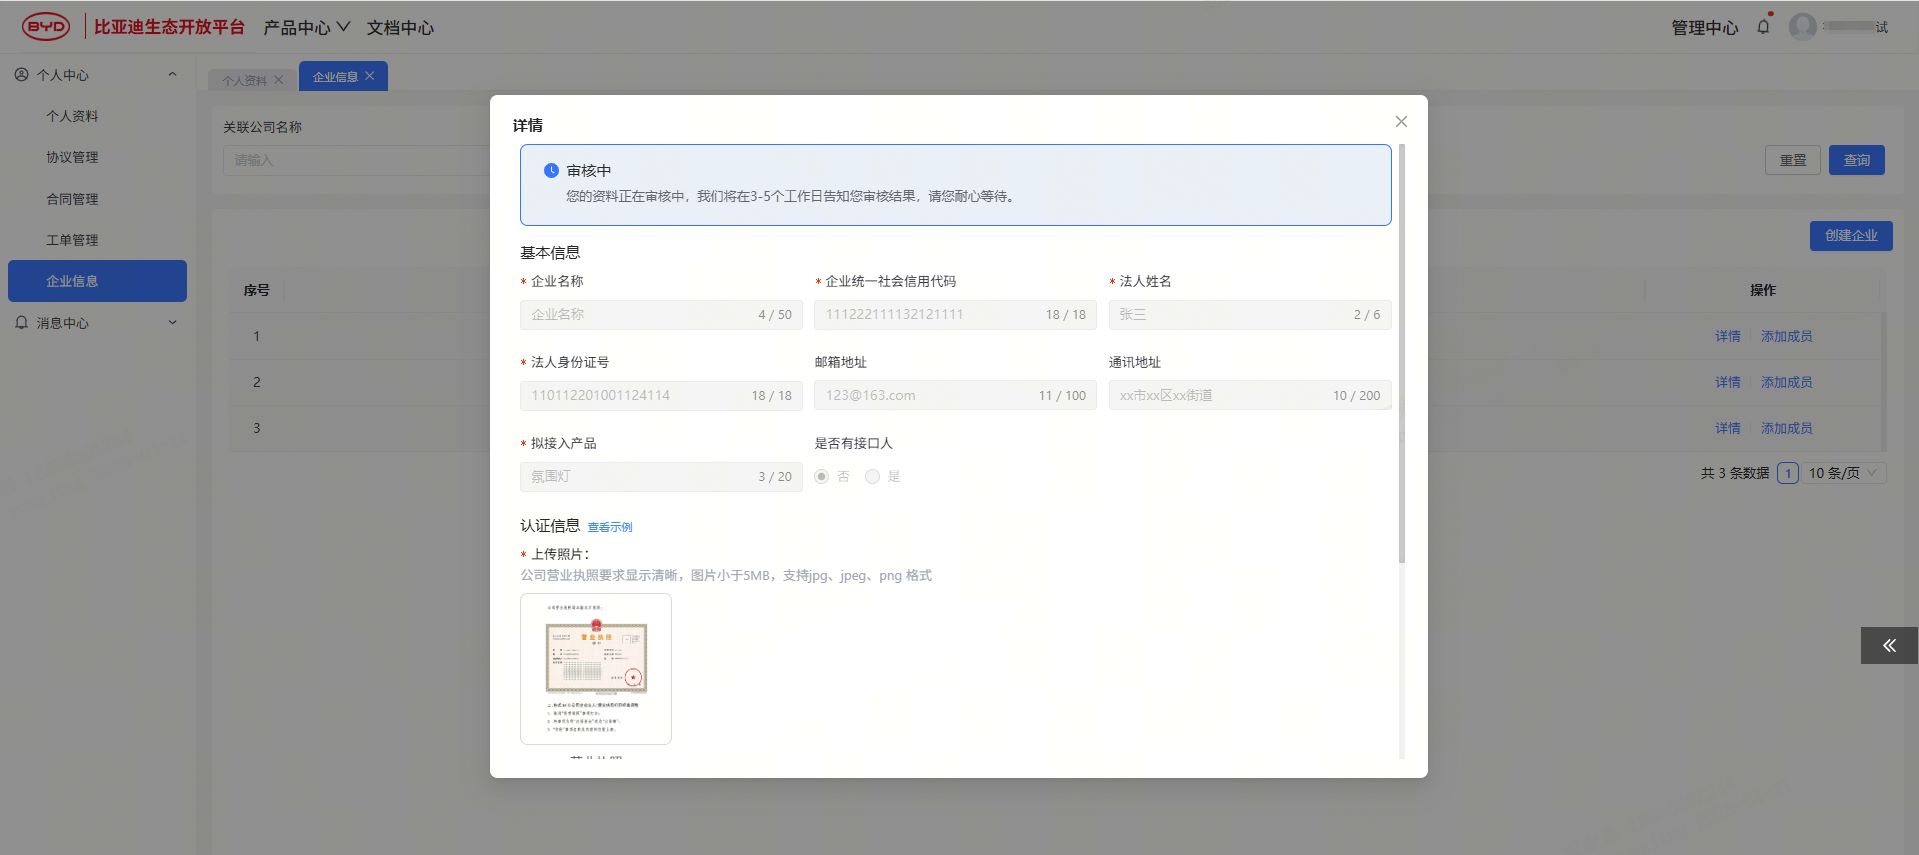 BYD 比亚迪生态开放平台 产品中心 文档中心 管理中心 试
个人中心
个人资料
协议管理
合同管理
工单管理
企业信息
消息中心
个人资料 企业信息
关联公司名称
请输入
重置 查询
创建企业
序号 操作
1 详情 添加成员
2 详情 添加成员
3 详情 添加成员
共 3 条数据 1 10 条/页
详情
审核中
您的资料正在审核中，我们将在3-5个工作日告知您审核结果，请您耐心等待。
基本信息
* 企业名称 * 企业统一社会信用代码 * 法人姓名
企业名称 4 / 50 111222111132121111 18 / 18 张三 2 / 6
* 法人身份证号 邮箱地址 通讯地址
110112201001124114 18 / 18 123@163.com 11 / 100 xx市xx区xx街道 10 / 200
* 拟接入产品 是否有接口人
氛围灯 3 / 20 否 是
认证信息 查看示例
* 上传照片：
公司营业执照要求显示清晰，图片小于5MB，支持jpg、jpeg、png 格式
营业执照